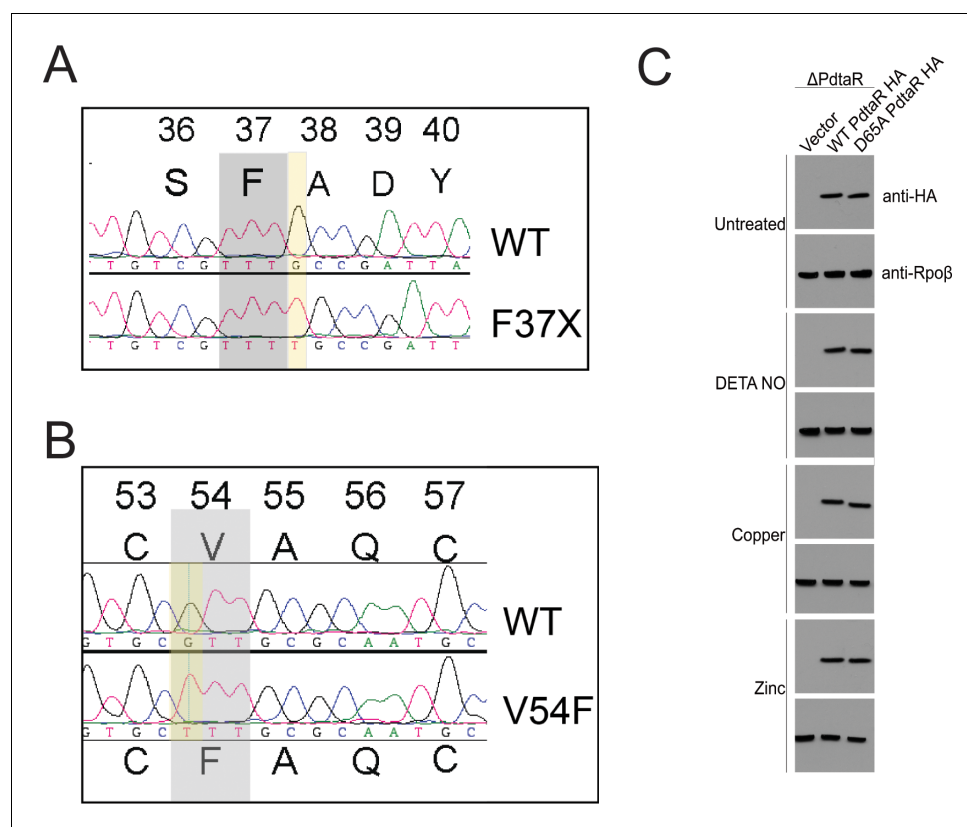 A
36 37 38 39 40
S F A D Y
WT
T G T C G T T T G C C G A T T A
F37X
T G T C G T T T T G C C G A T T
B
53 54 55 56 57
C V A Q C
WT
G T G C G T T G C G C A A T G C
V54F
G T G C T T T G C G C A A T G C
C F A Q C
C
ΔPdtaR
Vector
WT PdtaR HA
D65A PdtaR HA
Untreated
anti-HA
anti-Rpoβ
DETA NO
Copper
Zinc